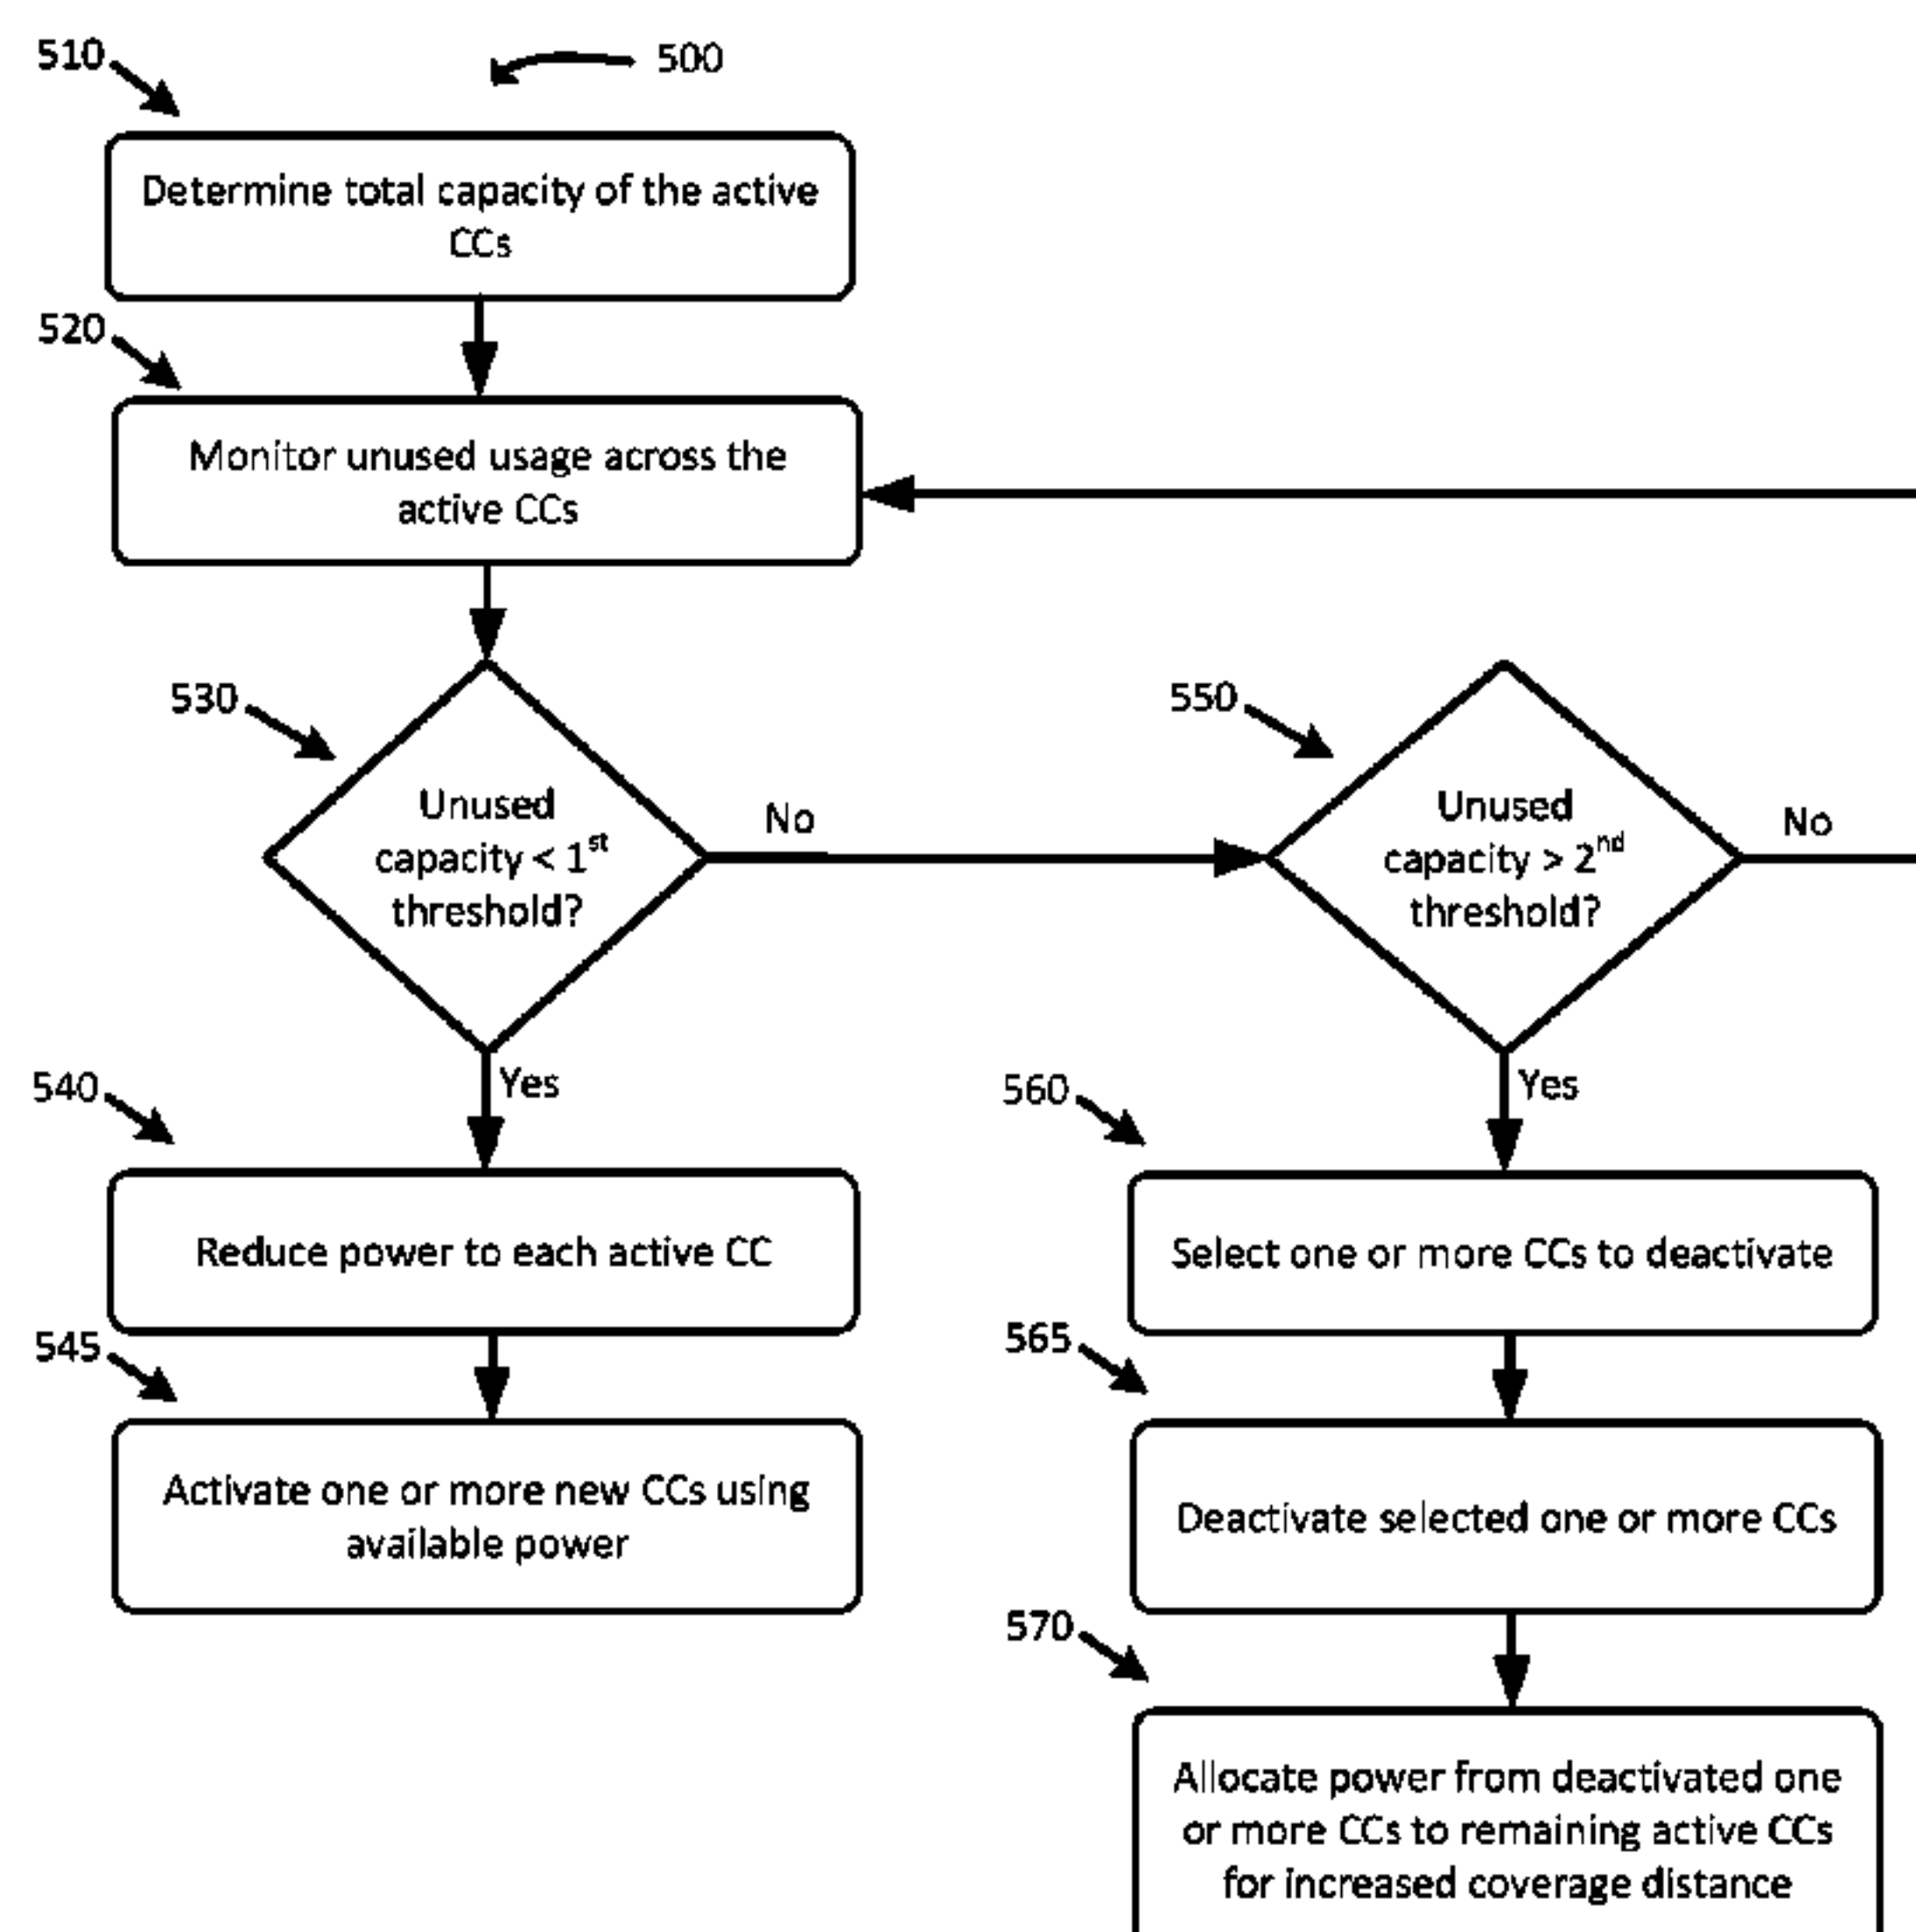 510
500
Determine total capacity of the active
CCs
520
Monitor unused usage across the
active CCs
530
Unused
capacity < 1st
threshold?
No
550
Unused
capacity > 2nd
threshold?
No
Yes
540
Reduce power to each active CC
545
Activate one or more new CCs using
available power
Yes
560
Select one or more CCs to deactivate
565
Deactivate selected one or more CCs
570
Allocate power from deactivated one
or more CCs to remaining active CCs
for increased coverage distance